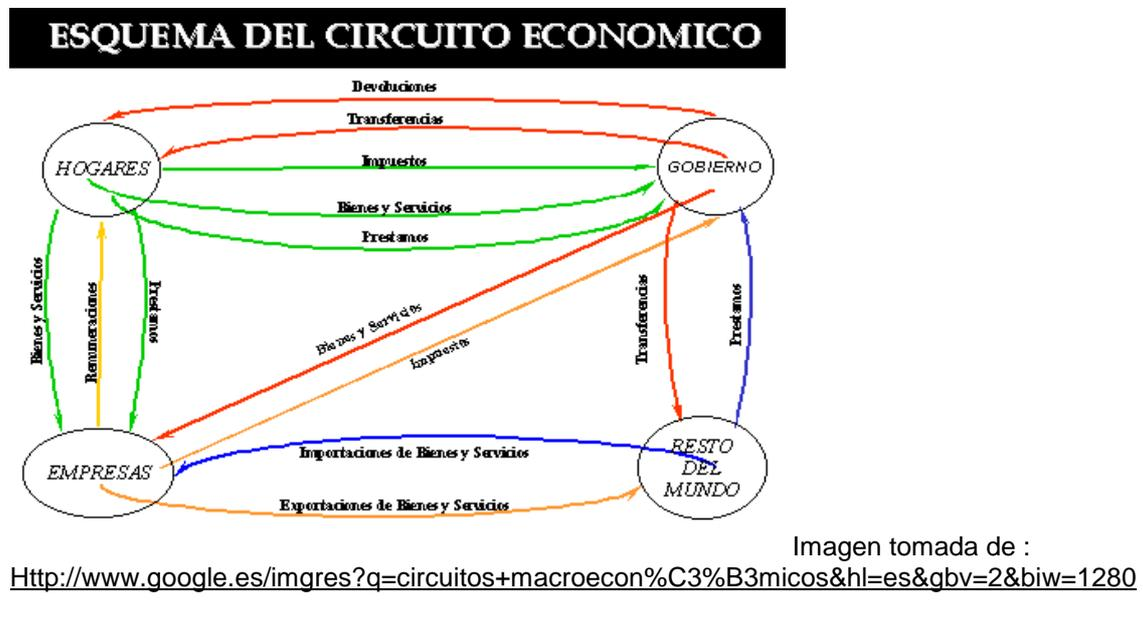 ESQUEMA DEL CIRCUITO ECONOMICO
Devoluciones
Transferencias
HOGARES
Impuestos
GOBIERNO
Bienes y Servicios
Prestamos
Bienes y Servicios
Remuneraciones
Prestamos
Bienes y Servicios
Impuestos
Transferencias
Prestamos
EMPRESAS
Importaciones de Bienes y Servicios
RESTO
DEL
MUNDO
Exportaciones de Bienes y Servicios
Imagen tomada de :
Http://www.google.es/imgres?q=circuitos+macroecon%C3%B3micos&hl=es&gbv=2&biw=1280